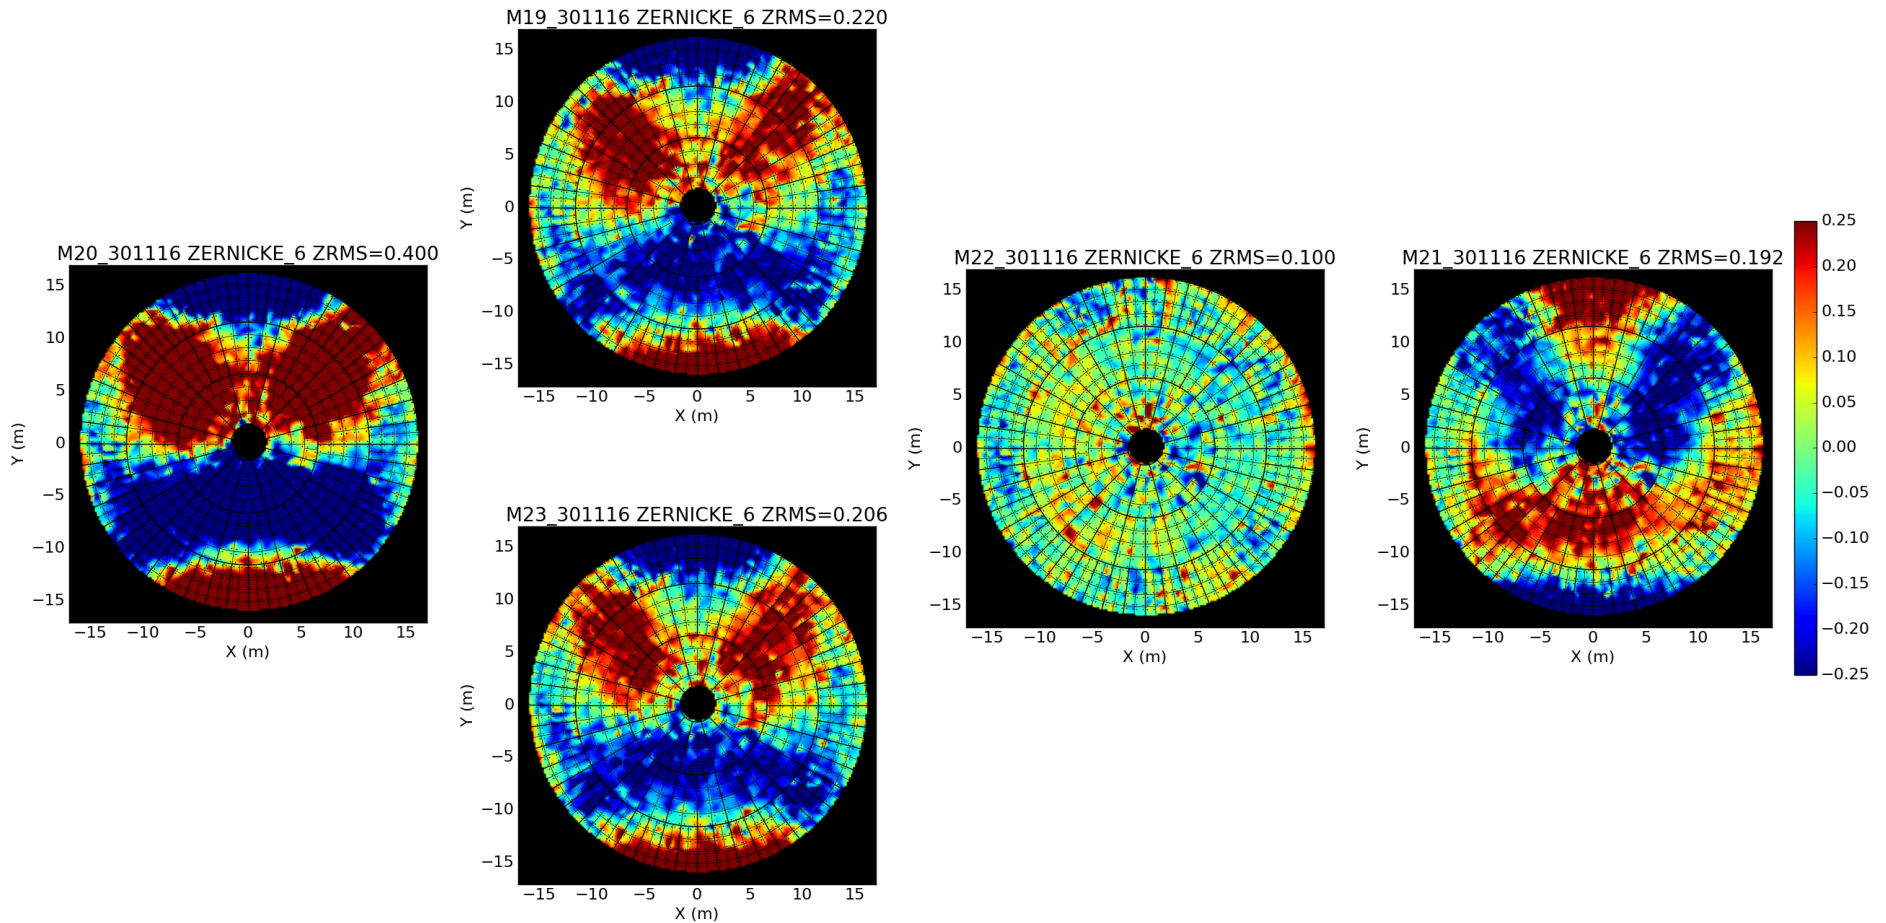 M19_301116 ZERNICKE_6 ZRMS=0.220
15
10
5
0
−5
−10
−15
Y (m)
−15 −10 −5 0 5 10 15
X (m)
M20_301116 ZERNICKE_6 ZRMS=0.400
15
10
5
0
−5
−10
−15
Y (m)
−15 −10 −5 0 5 10 15
X (m)
M23_301116 ZERNICKE_6 ZRMS=0.206
15
10
5
0
−5
−10
−15
Y (m)
−15 −10 −5 0 5 10 15
X (m)
M22_301116 ZERNICKE_6 ZRMS=0.100
15
10
5
0
−5
−10
−15
Y (m)
−15 −10 −5 0 5 10 15
X (m)
M21_301116 ZERNICKE_6 ZRMS=0.192
15
10
5
0
−5
−10
−15
Y (m)
−15 −10 −5 0 5 10 15
X (m)
0.25
0.20
0.15
0.10
0.05
0.00
−0.05
−0.10
−0.15
−0.20
−0.25